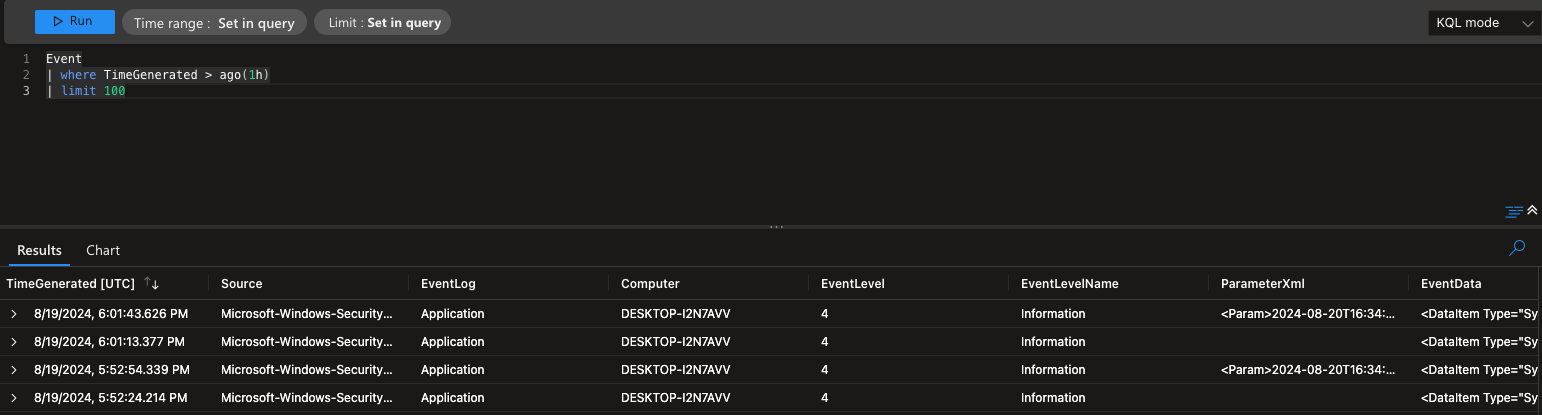 Run Time range : Set in query Limit : Set in query KQL mode
1 Event
2 | where TimeGenerated > ago(1h)
3 | limit 100
Results Chart
TimeGenerated [UTC] Source EventLog Computer EventLevel EventLevelName ParameterXml EventData
8/19/2024, 6:01:43.626 PM Microsoft-Windows-Security... Application DESKTOP-I2N7AVV 4 Information <Param>2024-08-20T16:34:... <DataItem Type="Sy
8/19/2024, 6:01:13.377 PM Microsoft-Windows-Security... Application DESKTOP-I2N7AVV 4 Information <DataItem Type="Sy
8/19/2024, 5:52:54.339 PM Microsoft-Windows-Security... Application DESKTOP-I2N7AVV 4 Information <Param>2024-08-20T16:34:... <DataItem Type="Sy
8/19/2024, 5:52:24.214 PM Microsoft-Windows-Security... Application DESKTOP-I2N7AVV 4 Information <DataItem Type="Sy